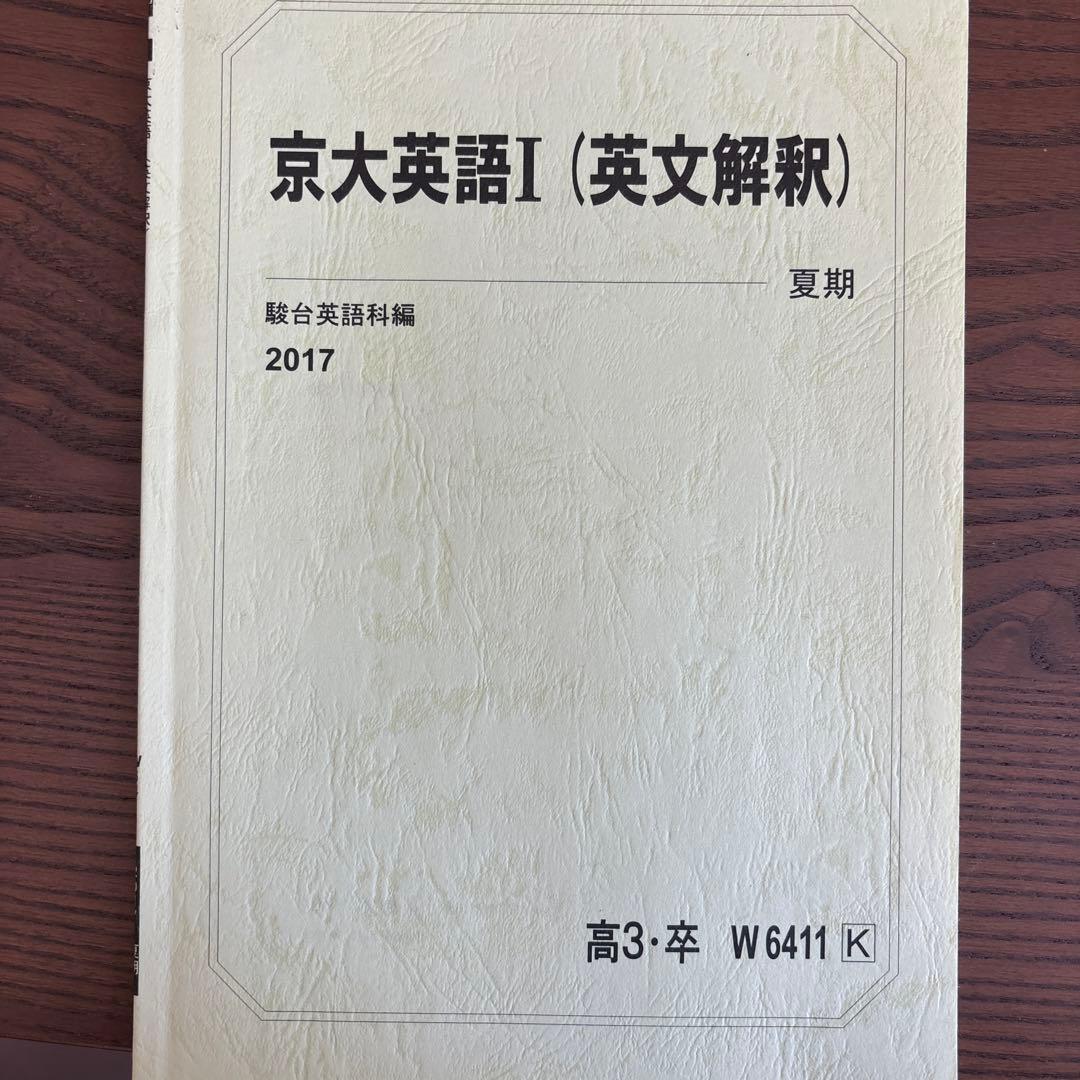 京大英語Ⅰ(英文解釈)
夏期
駿台英語科編
2017
高3・卒 W6411 K